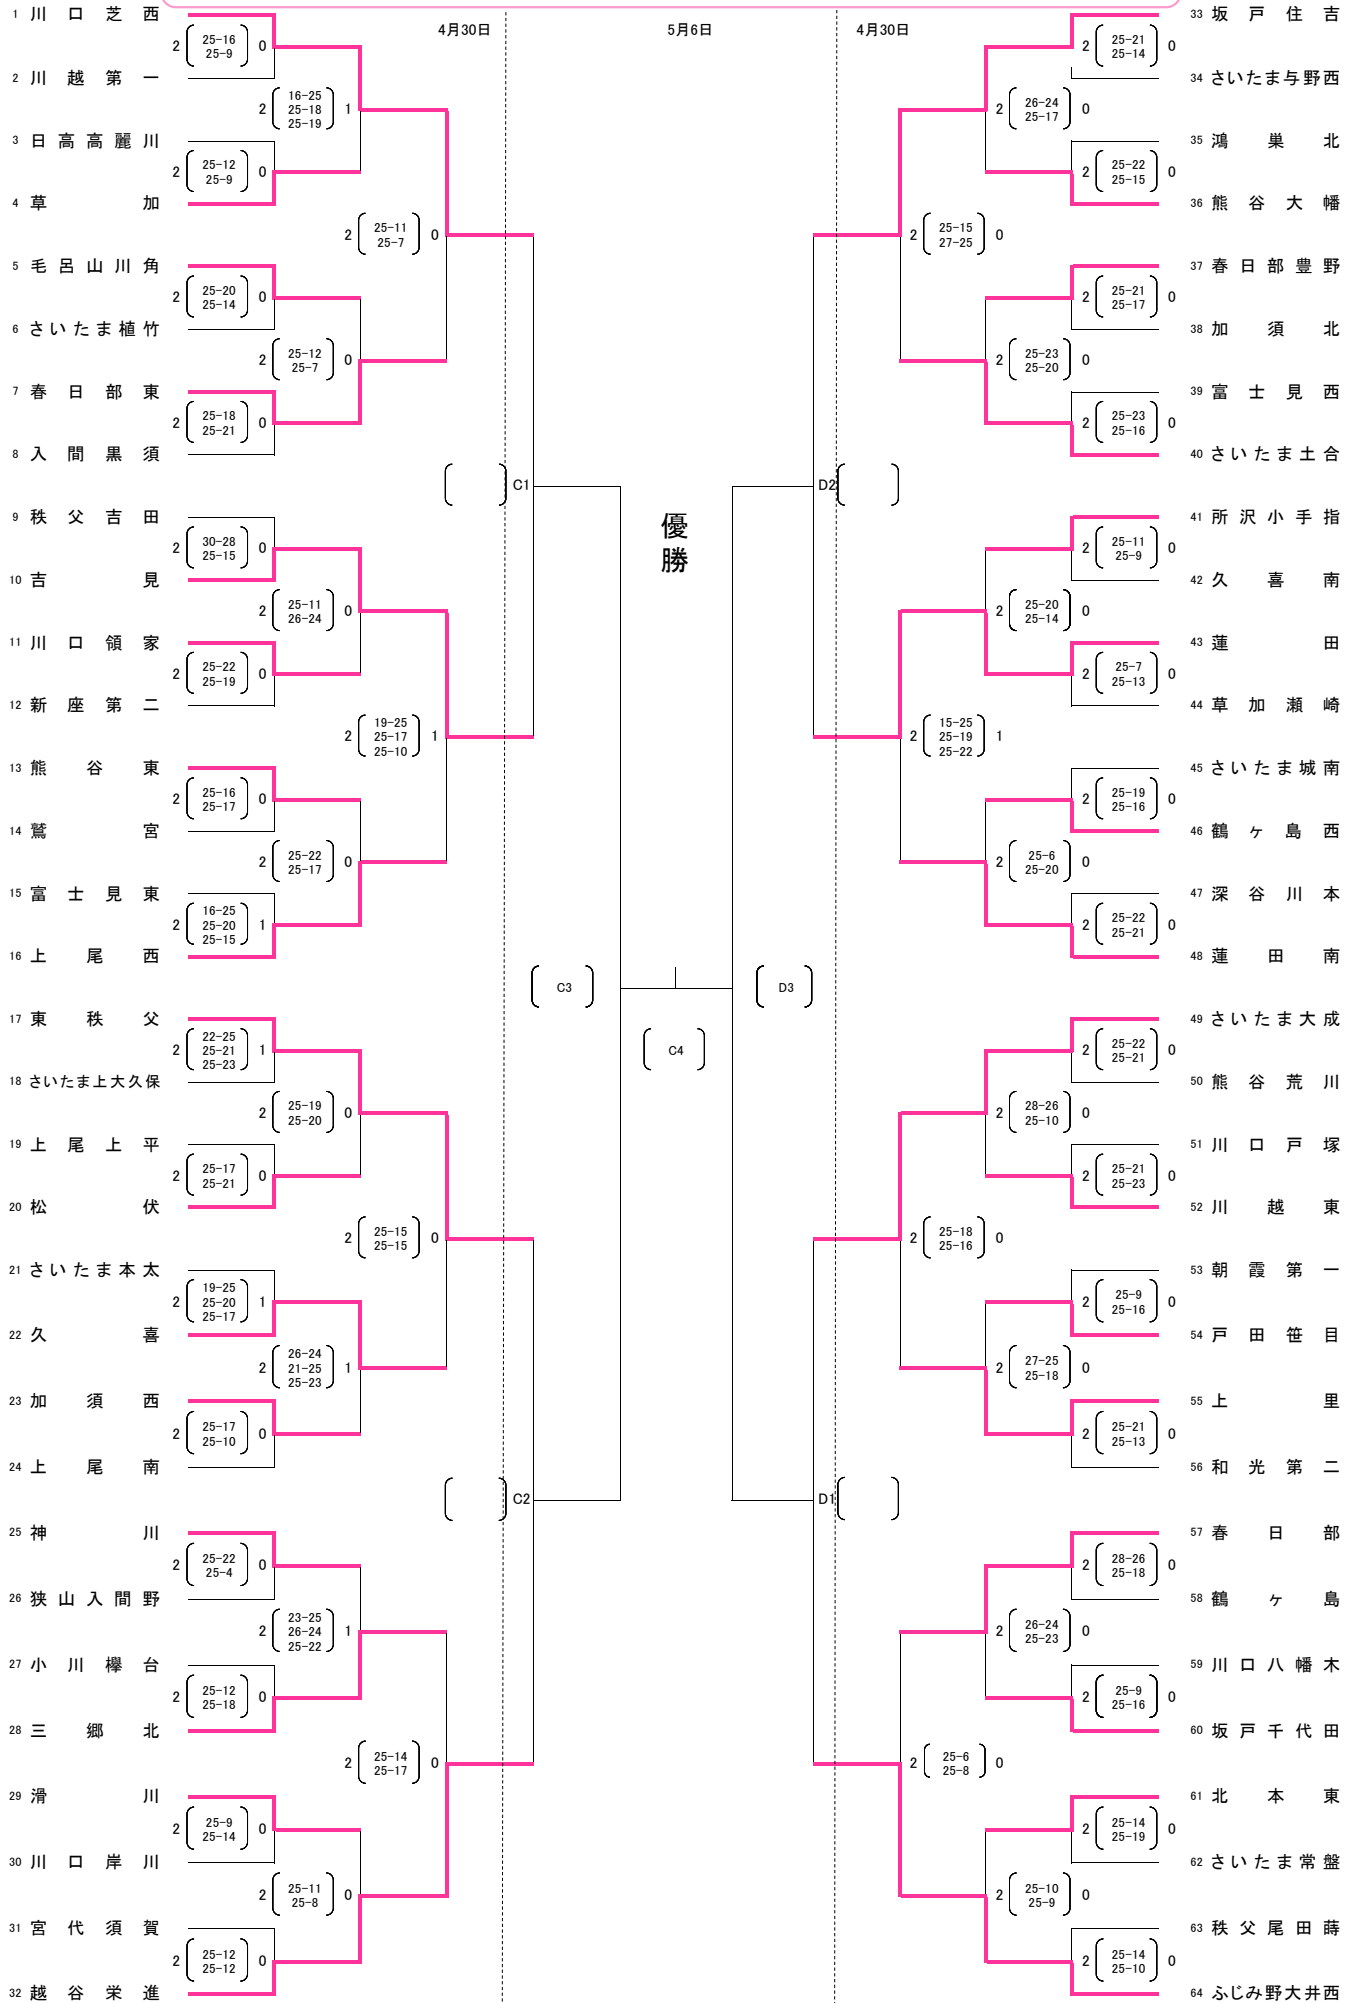 4月30日
5月6日
4月30日
1 川口芝西
2 25-16 0
25-9
2 川越第一
2 16-25 1
25-18
25-19
3 日高高麗川
2 25-12 0
25-9
4 草加
2 25-11 0
25-7
5 毛呂山川角
2 25-20 0
25-14
6 さいたま植竹
2 25-12 0
25-7
7 春日部東
2 25-18 0
25-21
8 入間黒須
C1
9 秩父吉田
2 30-28 0
25-15
10 吉見
2 25-11 0
26-24
11 川口領家
2 25-22 0
25-19
12 新座第二
2 19-25 1
25-17
25-10
13 熊谷東
2 25-16 0
25-17
14 鷲宮
2 25-22 0
25-17
15 富士見東
2 16-25 1
25-20
25-15
16 上尾西
C3
17 東秩父
2 22-25 1
25-21
25-23
18 さいたま上大久保
2 25-19 0
25-20
19 上尾上平
2 25-17 0
25-21
20 松伏
2 25-15 0
25-15
21 さいたま本太
2 19-25 1
25-20
25-17
22 久喜
2 26-24 1
21-25
25-23
23 加須西
2 25-17 0
25-10
24 上尾南
C2
25 神川
2 25-22 0
25-4
26 狭山入間野
2 23-25 1
26-24
25-22
27 小川欅台
2 25-12 0
25-18
28 三郷北
2 25-14 0
25-17
29 滑川
2 25-9 0
25-14
30 川口岸川
2 25-11 0
25-8
31 宮代須賀
2 25-12 0
25-12
32 越谷栄進
優
勝
C4
33 坂戸住吉
2 25-21 0
25-14
34 さいたま与野西
2 26-24 0
25-17
35 鴻巣北
2 25-22 0
25-15
36 熊谷大幡
2 25-15 0
27-25
37 春日部豊野
2 25-21 0
25-17
38 加須北
2 25-23 0
25-20
39 富士見西
2 25-23 0
25-16
40 さいたま土合
D2
41 所沢小手指
2 25-11 0
25-9
42 久喜南
2 25-20 0
25-14
43 蓮田
2 25-7 0
25-13
44 草加瀬崎
2 15-25 1
25-19
25-22
45 さいたま城南
2 25-19 0
25-16
46 鶴ヶ島西
2 25-6 0
25-20
47 深谷川本
2 25-22 0
25-21
48 蓮田南
D3
49 さいたま大成
2 25-22 0
25-21
50 熊谷荒川
2 28-26 0
25-10
51 川口戸塚
2 25-21 0
25-23
52 川越東
2 25-18 0
25-16
53 朝霞第一
2 25-9 0
25-16
54 戸田笹目
2 27-25 0
25-18
55 上里
2 25-21 0
25-13
56 和光第二
D1
57 春日部
2 28-26 0
25-18
58 鶴ヶ島
2 26-24 0
25-23
59 川口八幡木
2 25-9 0
25-16
60 坂戸千代田
2 25-6 0
25-8
61 北本東
2 25-14 0
25-19
62 さいたま常盤
2 25-10 0
25-9
63 秩父尾田蒔
2 25-14 0
25-10
64 ふじみ野大井西